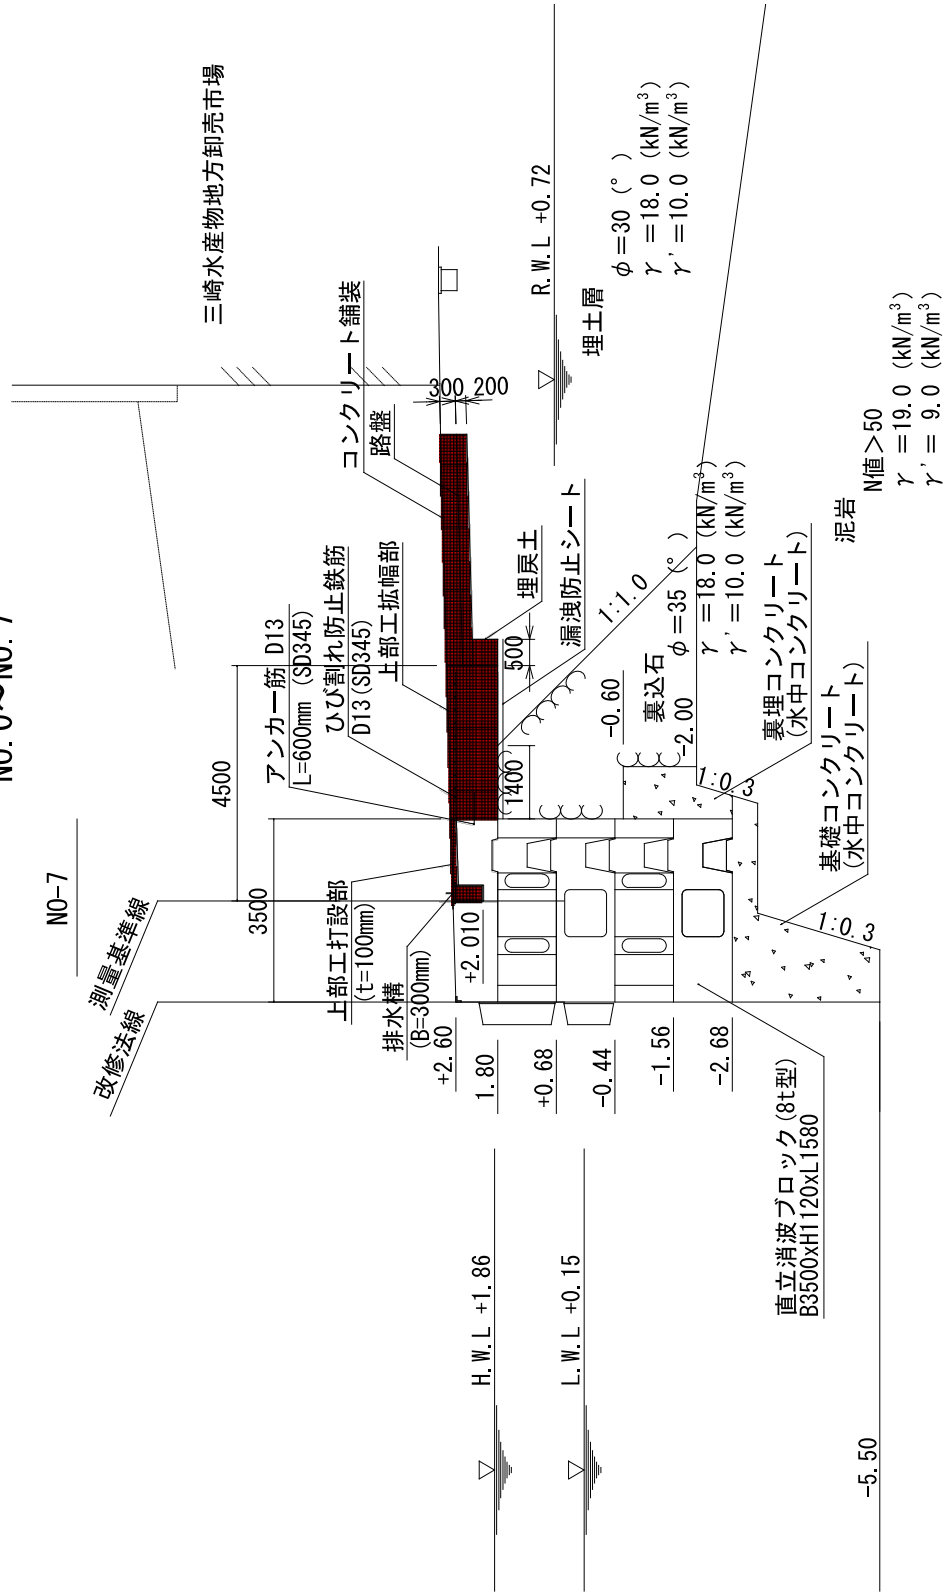 NO-7
測量基準線
改修法線
4500
3500
三崎水産物地方卸売市場
アンカー筋 D13
L=600mm (SD345)
ひび割れ防止鉄筋
D13(SD345)
上部工拡幅部
コンクリート舗装
路盤
300
200
上部工打設部
(t=100mm)
排水構
(B=300mm)
+2.010
+2.60
1.80
+0.68
-0.44
-1.56
-2.68
1400
500
埋戻土
漏洩防止シート
1:1.0
R.W.L +0.72
埋土層
φ=30 (°)
γ =18.0 (kN/m³)
γ'=10.0 (kN/m³)
-0.60
裏込石
-2.00
φ=35 (°)
γ =18.0 (kN/m³)
γ'=10.0 (kN/m³)
1:0.3
裏埋コンクリート
(水中コンクリート)
基礎コンクリート
(水中コンクリート)
1:0.3
泥岩
N値>50
γ =19.0 (kN/m³)
γ'= 9.0 (kN/m³)
H.W.L +1.86
L.W.L +0.15
直立消波ブロック(8t型)
B3500xH1120xL1580
-5.50